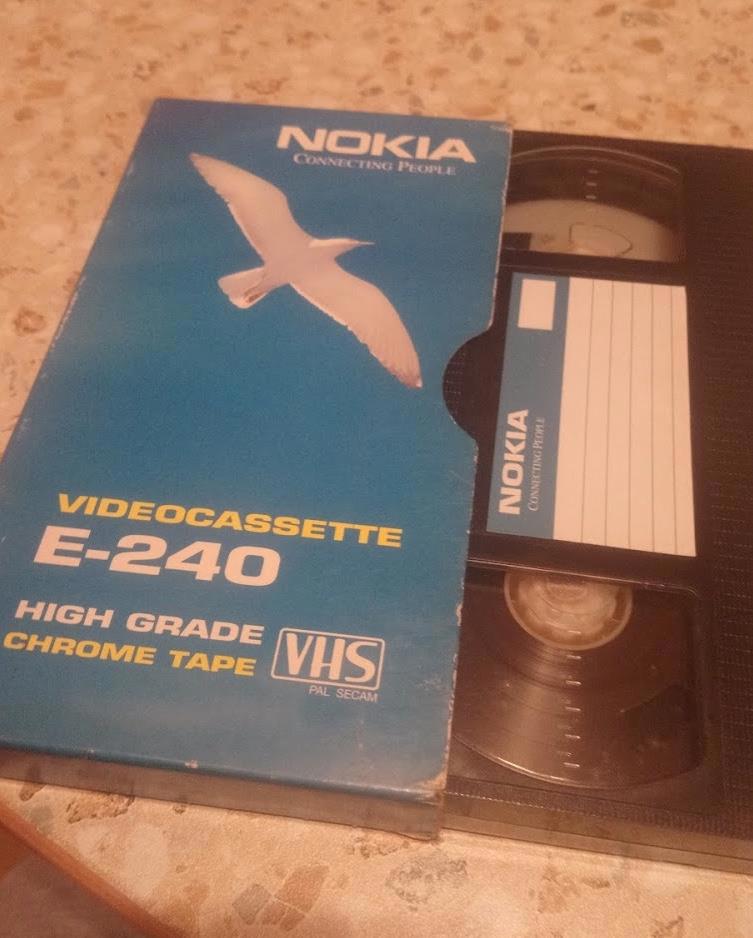 NOKIA
CONNECTING PEOPLE
VIDEOCASSETTE
E-240
HIGH GRADE
CHROME TAPE
VHS
PAL SECAM
NOKIA
CONNECTING PEOPLE